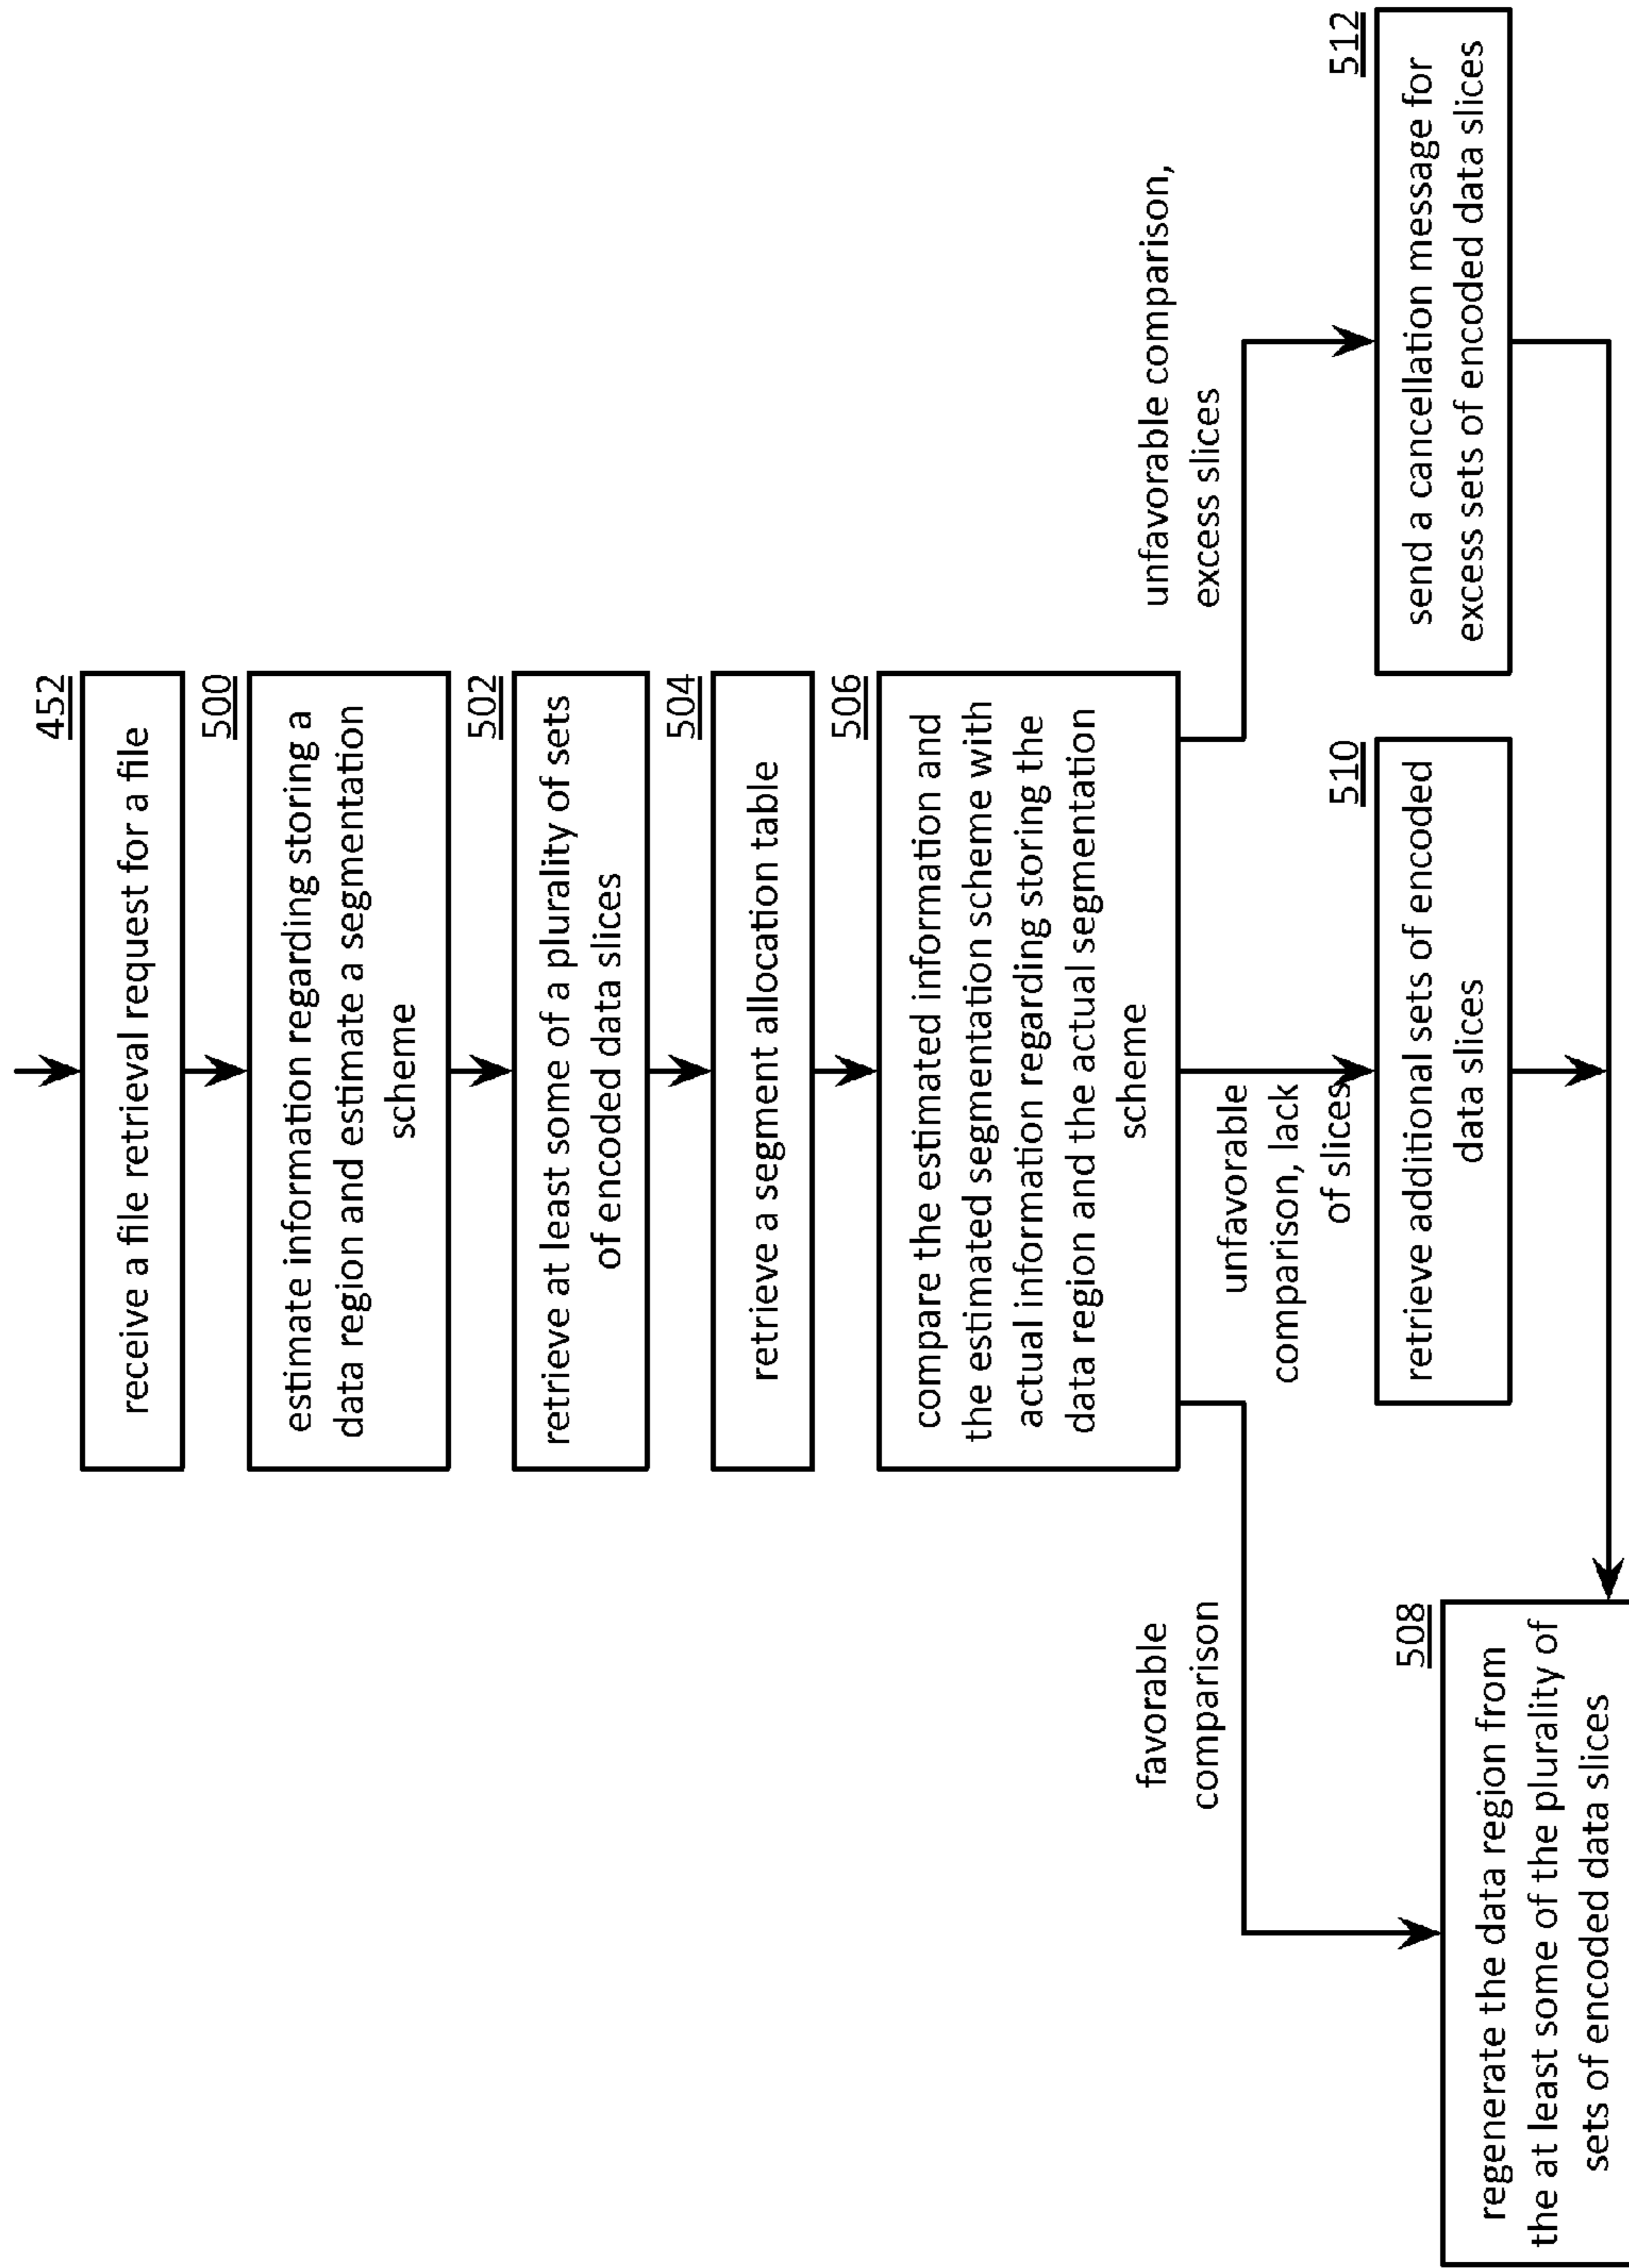 452
receive a file retrieval request for a file
500
estimate information regarding storing a
data region and estimate a segmentation
scheme
502
retrieve at least some of a plurality of sets
of encoded data slices
504
retrieve a segment allocation table
506
compare the estimated information and
the estimated segmentation scheme with
actual information regarding storing the
data region and the actual segmentation
scheme
favorable
comparison
unfavorable
comparison, lack
of slices
unfavorable comparison,
excess slices
508
regenerate the data region from
the at least some of the plurality of
sets of encoded data slices
510
retrieve additional sets of encoded
data slices
512
send a cancellation message for
excess sets of encoded data slices